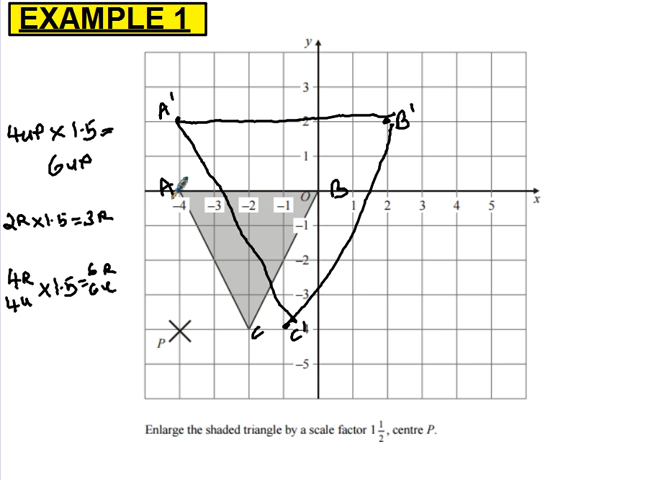 EXAMPLE 1
y
3
A'
2
B'
4up x 1.5 =
6up
1
A
O
B
-4 -3 -2 -1
1 2 3 4 5
x
2R x 1.5 = 3R
-1
-2
4R
4u x 1.5 = 6R
6u
-3
P
C
C'
-5
Enlarge the shaded triangle by a scale factor 1 1/2, centre P.